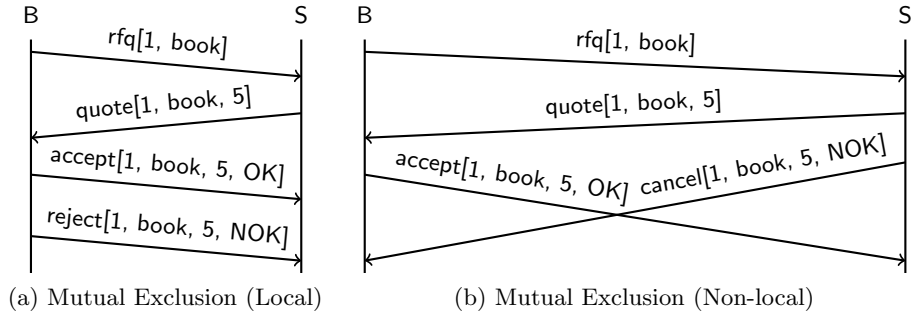 B S
rfq[1, book]
quote[1, book, 5]
accept[1, book, 5, OK]
reject[1, book, 5, NOK]
(a) Mutual Exclusion (Local)
B S
rfq[1, book]
quote[1, book, 5]
accept[1, book, 5, OK]
cancel[1, book, 5, NOK]
(b) Mutual Exclusion (Non-local)